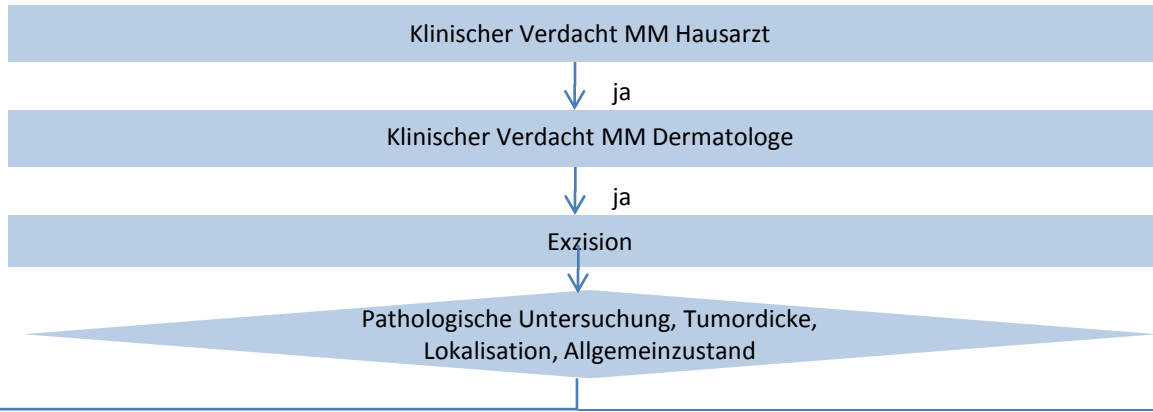 Klinischer Verdacht MM Hausarzt
ja
Klinischer Verdacht MM Dermatologe
ja
Exzision
Pathologische Untersuchung, Tumordicke,
Lokalisation, Allgemeinzustand